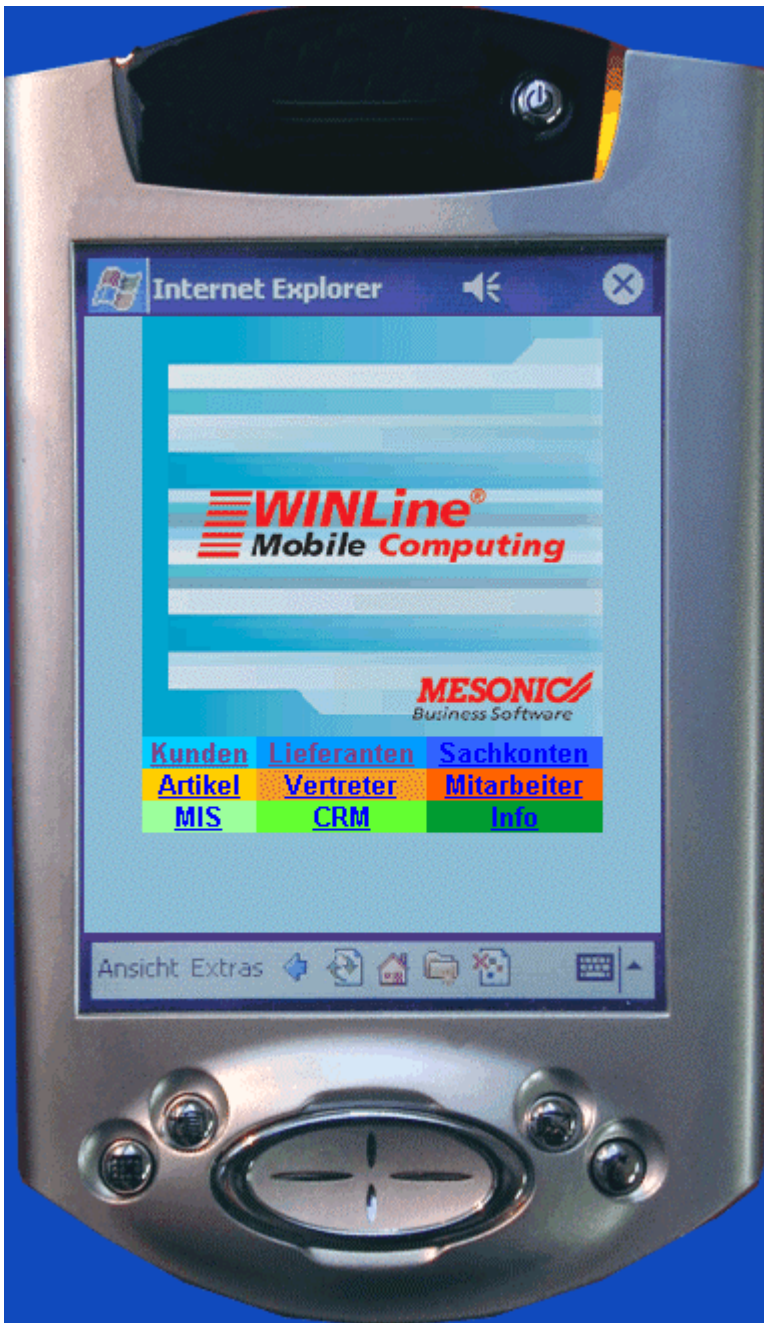 Internet Explorer
WINLine®
Mobile Computing
MESONIC
Business Software
Kunden Lieferanten Sachkonten
Artikel Vertreter Mitarbeiter
MIS CRM Info
Ansicht Extras